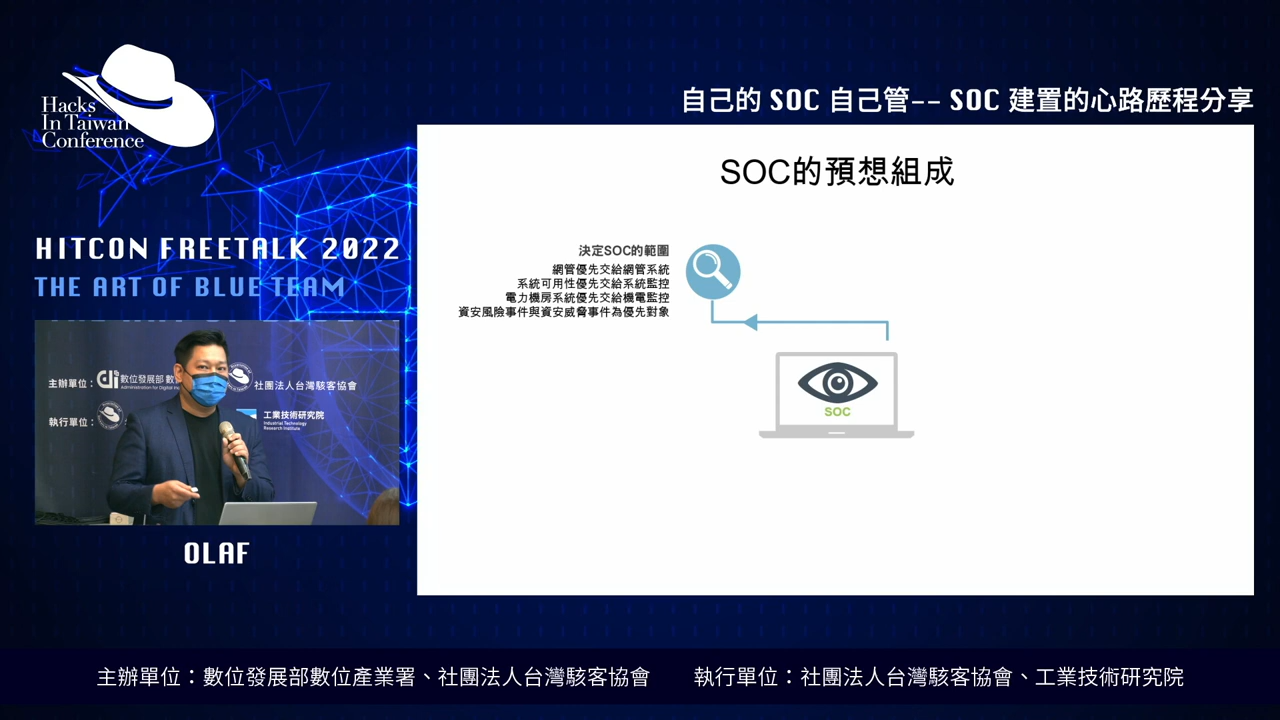 Hacks
In Taiwan
Conference
自己的 SOC 自己管-- SOC 建置的心路歷程分享
SOC的預想組成
HITCON FREETALK 2022
THE ART OF BLUE TEAM
決定SOC的範圍
網管優先交給網管系統
系統可用性優先交給系統監控
電力機房系統優先交給機電監控
資安風險事件與資安威脅事件為優先對象
SOC
主辦單位：
數位發展部 數
Administration for Digital
社團法人台灣駭客協會
執行單位：
工業技術研究院
Industrial Technology
Research Institute
OLAF
主辦單位：數位發展部數位產業署、社團法人台灣駭客協會
執行單位：社團法人台灣駭客協會、工業技術研究院